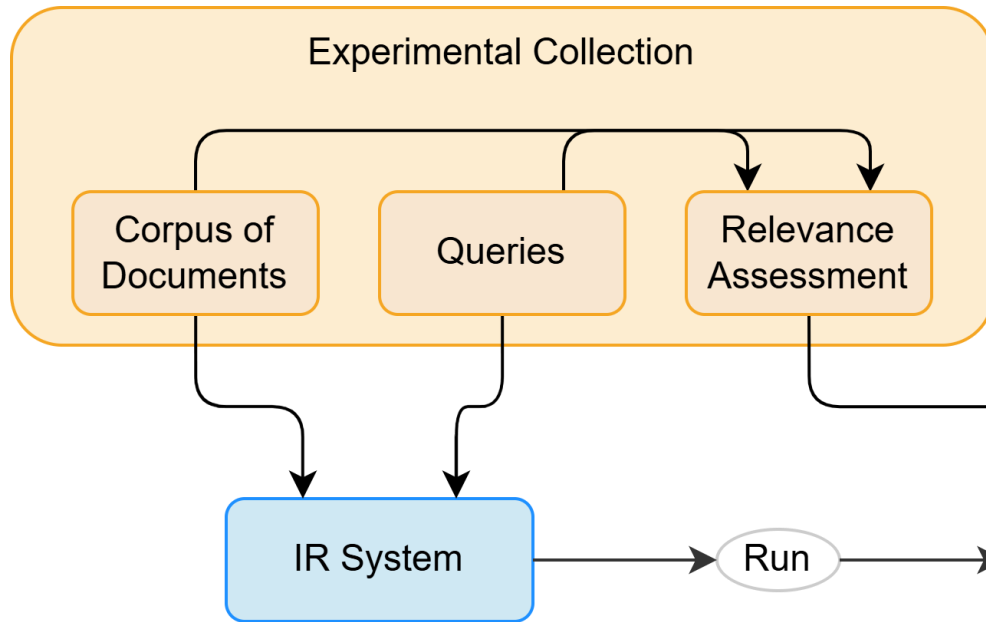 Experimental Collection
Corpus of
Documents
Queries
Relevance
Assessment
IR System
Run